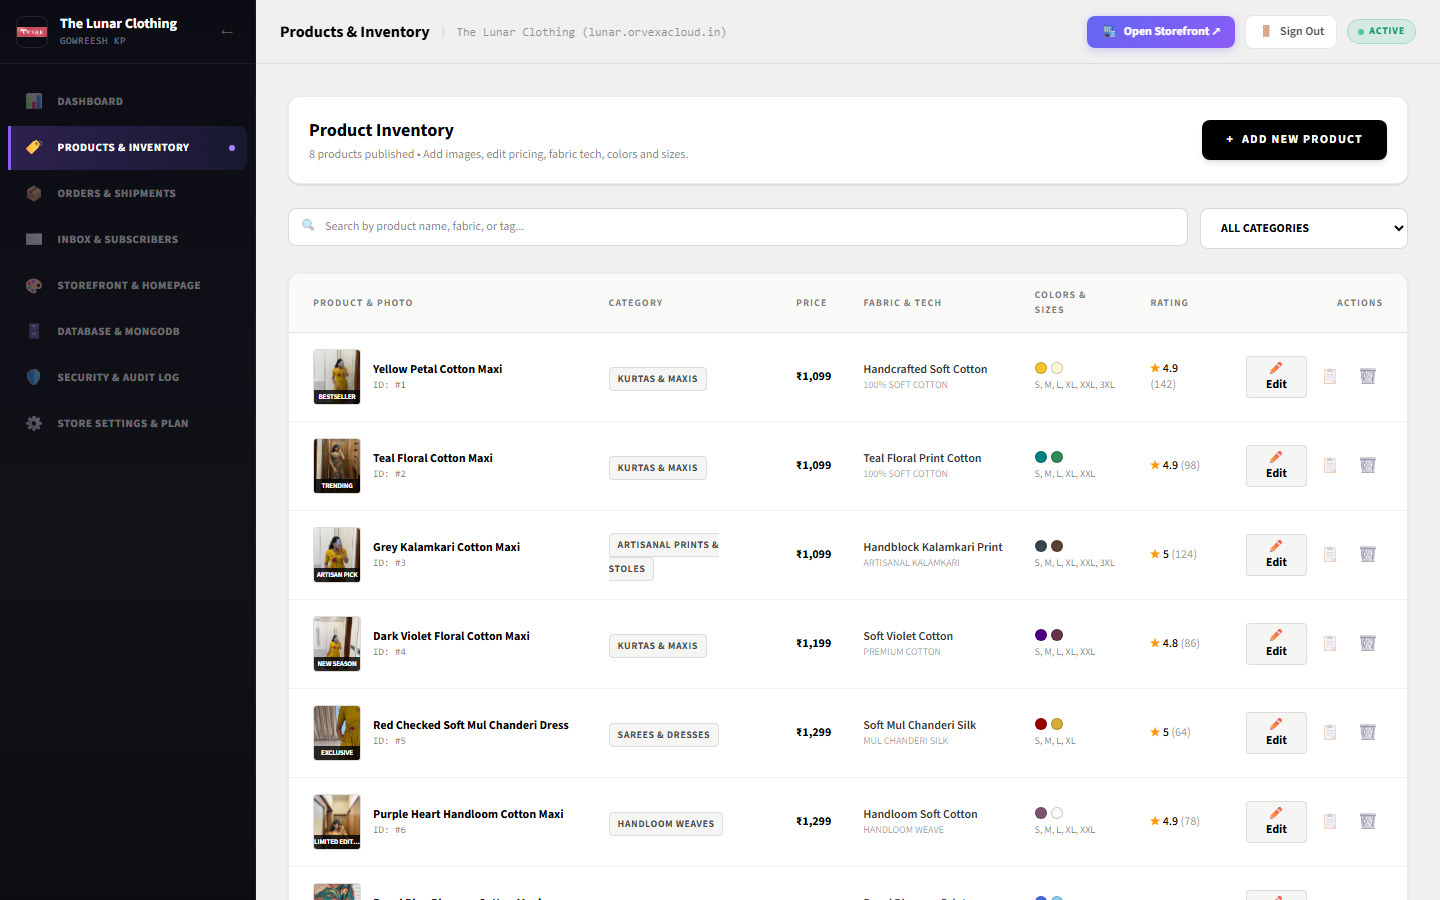 The Lunar Clothing
GOWREESH KP
←
DASHBOARD
PRODUCTS & INVENTORY
ORDERS & SHIPMENTS
INBOX & SUBSCRIBERS
STOREFRONT & HOMEPAGE
DATABASE & MONGODB
SECURITY & AUDIT LOG
STORE SETTINGS & PLAN
Products & Inventory | The Lunar Clothing (lunar.orvexacloud.in)
Open Storefront ↗
Sign Out
ACTIVE
Product Inventory
8 products published • Add images, edit pricing, fabric tech, colors and sizes.
+ ADD NEW PRODUCT
Search by product name, fabric, or tag...
ALL CATEGORIES
PRODUCT & PHOTO CATEGORY PRICE FABRIC & TECH COLORS & SIZES RATING ACTIONS
BESTSELLER
Yellow Petal Cotton Maxi
ID: #1
KURTAS & MAXIS
₹1,099
Handcrafted Soft Cotton
100% SOFT COTTON
S, M, L, XL, XXL, 3XL
★ 4.9
(142)
Edit
TRENDING
Teal Floral Cotton Maxi
ID: #2
KURTAS & MAXIS
₹1,099
Teal Floral Print Cotton
100% SOFT COTTON
S, M, L, XL, XXL
★ 4.9 (98)
Edit
ARTISAN PICK
Grey Kalamkari Cotton Maxi
ID: #3
ARTISANAL PRINTS &
STOLES
₹1,099
Handblock Kalamkari Print
ARTISANAL KALAMKARI
S, M, L, XL, XXL, 3XL
★ 5 (124)
Edit
NEW SEASON
Dark Violet Floral Cotton Maxi
ID: #4
KURTAS & MAXIS
₹1,199
Soft Violet Cotton
PREMIUM COTTON
S, M, L, XL, XXL
★ 4.8 (86)
Edit
EXCLUSIVE
Red Checked Soft Mul Chanderi Dress
ID: #5
SAREES & DRESSES
₹1,299
Soft Mul Chanderi Silk
MUL CHANDERI SILK
S, M, L, XL
★ 5 (64)
Edit
LIMITED EDIT...
Purple Heart Handloom Cotton Maxi
ID: #6
HANDLOOM WEAVES
₹1,299
Handloom Soft Cotton
HANDLOOM WEAVE
S, M, L, XL, XXL
★ 4.9 (78)
Edit